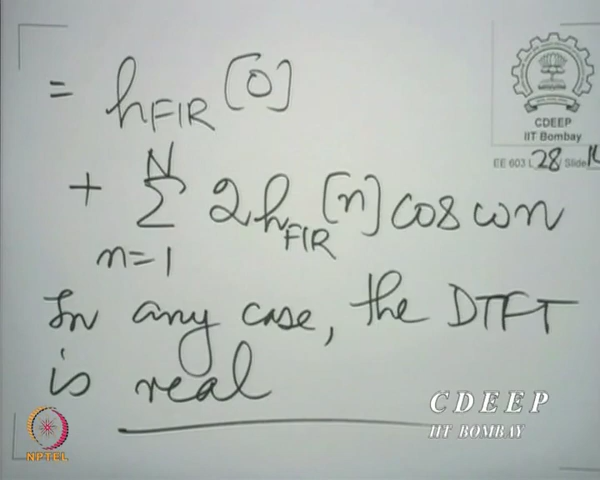 = hFIR [0]
CDEEP
IIT Bombay
EE 603 L 28 / Slide 14
N
+ Σ 2hFIR [n] cos ωn
n=1
In any case, the DTFT
is real
CDEEP
IIT BOMBAY
NPTEL